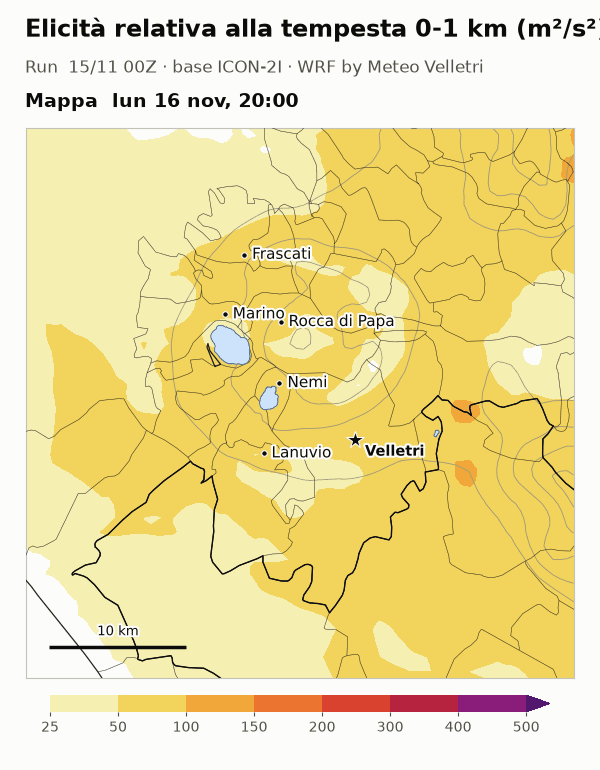 Elicità relativa alla tempesta 0-1 km (m²/s²)
Run  15/11 00Z · base ICON-2I · WRF by Meteo Velletri
Mappa  lun 16 nov, 20:00
Frascati
Marino
Rocca di Papa
Nemi
Velletri
Lanuvio
10 km
25 50 100 150 200 300 400 500